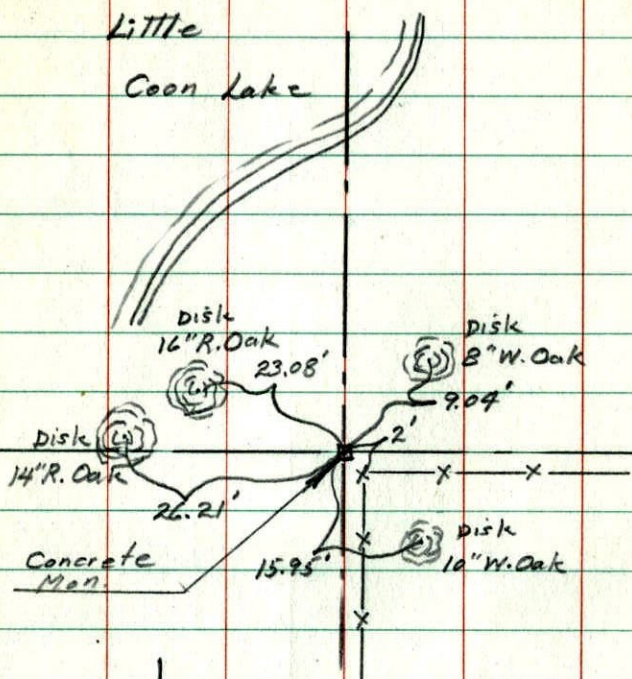 Little
Coon Lake
Disk
16" R. Oak
23.08'
Disk
8" W. Oak
9.04'
2'
Disk
14" R. Oak
26.21'
Concrete
Mon.
15.95'
Disk
10" W. Oak